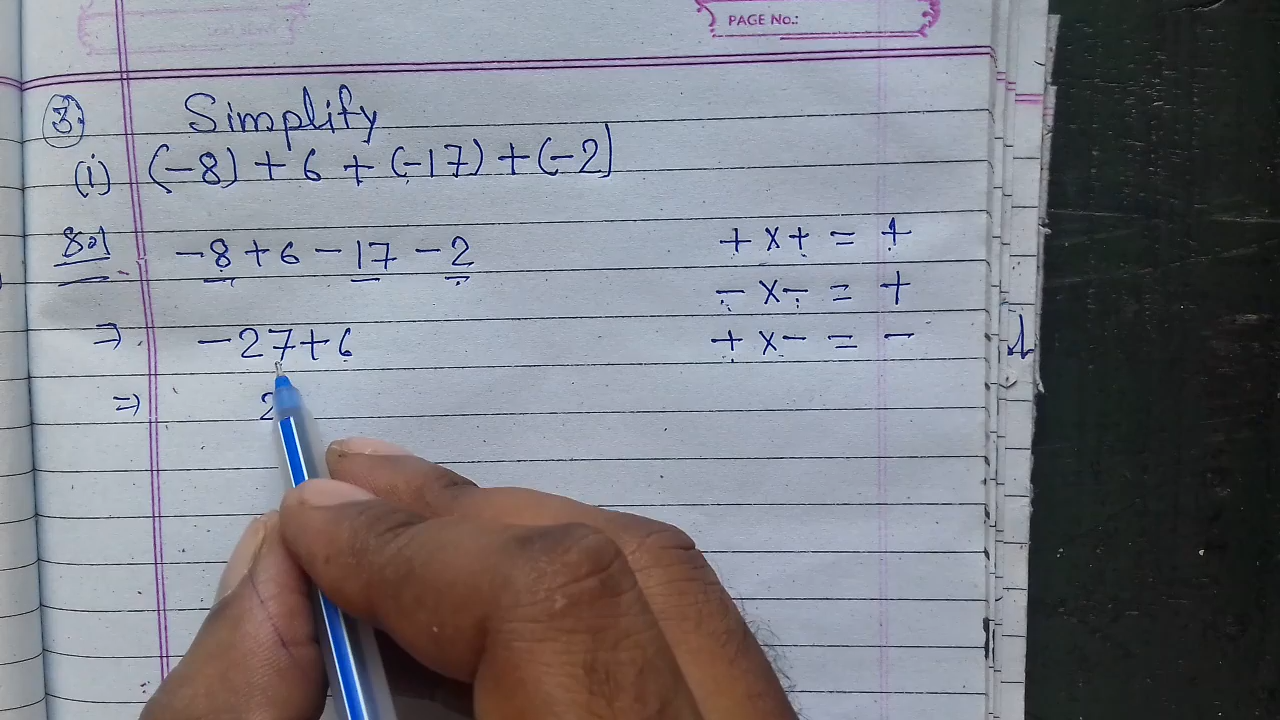 PAGE No.:
3. Simplify
(i) (-8) + 6 + (-17) + (-2)
Sol -8 + 6 - 17 - 2
+ x + = +
- x - = +
⇒ -27 + 6
+ x - = -
⇒ 2